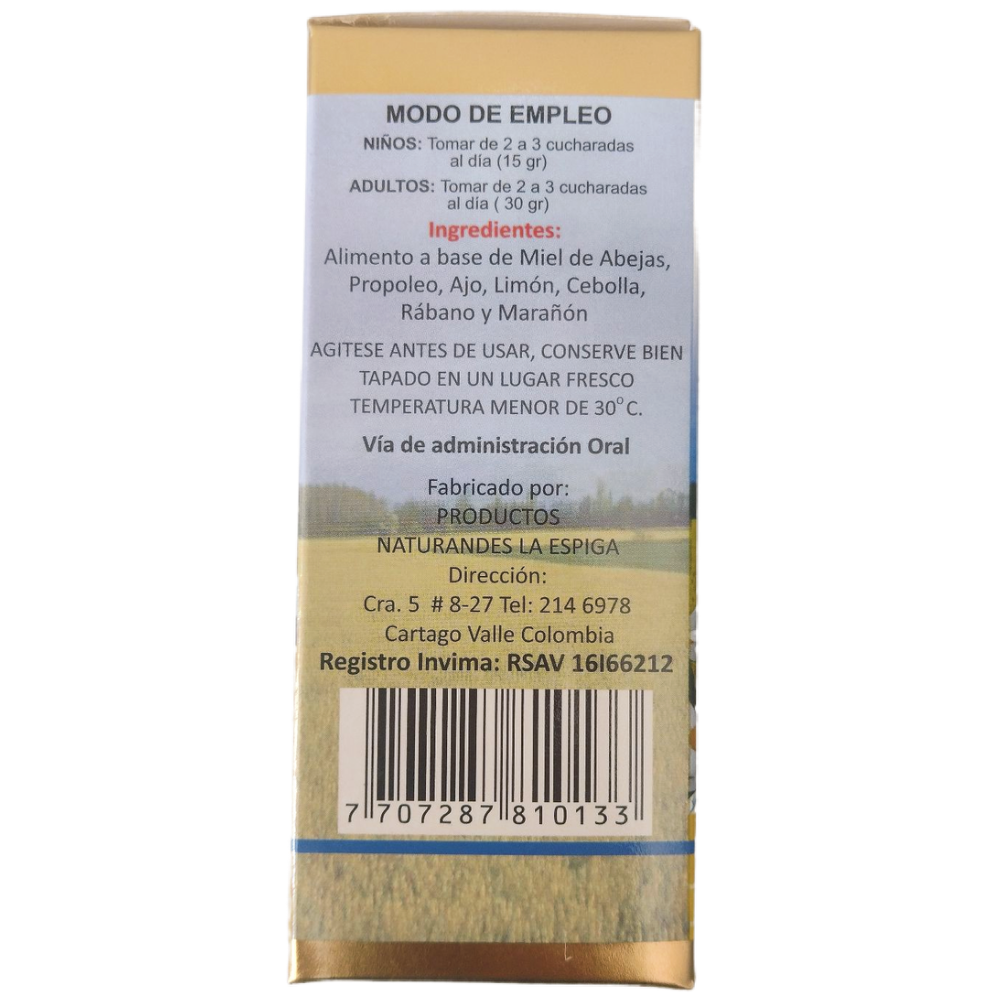 MODO DE EMPLEO
NIÑOS: Tomar de 2 a 3 cucharadas
al día (15 gr)
ADULTOS: Tomar de 2 a 3 cucharadas
al día ( 30 gr)
Ingredientes:
Alimento a base de Miel de Abejas,
Propoleo, Ajo, Limón, Cebolla,
Rábano y Marañón
AGITESE ANTES DE USAR, CONSERVE BIEN
TAPADO EN UN LUGAR FRESCO
TEMPERATURA MENOR DE 30°C.
Vía de administración Oral
Fabricado por:
PRODUCTOS
NATURANDES LA ESPIGA
Dirección:
Cra. 5 # 8-27 Tel: 214 6978
Cartago Valle Colombia
Registro Invima: RSAV 16I66212
7 707287 810133